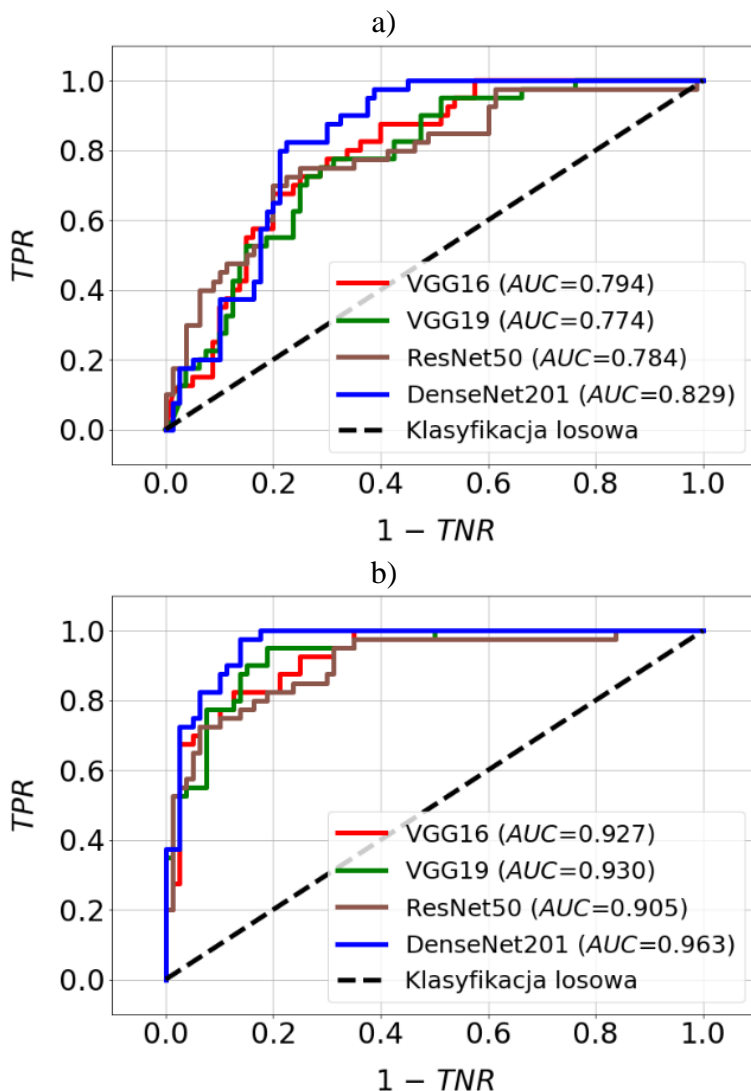 a)
1.0
0.8
0.6
0.4
0.2
0.0
TPR
VGG16 (AUC=0.794)
VGG19 (AUC=0.774)
ResNet50 (AUC=0.784)
DenseNet201 (AUC=0.829)
Klasyfikacja losowa
0.0 0.2 0.4 0.6 0.8 1.0
1 − TNR
b)
1.0
0.8
0.6
0.4
0.2
0.0
TPR
VGG16 (AUC=0.927)
VGG19 (AUC=0.930)
ResNet50 (AUC=0.905)
DenseNet201 (AUC=0.963)
Klasyfikacja losowa
0.0 0.2 0.4 0.6 0.8 1.0
1 − TNR